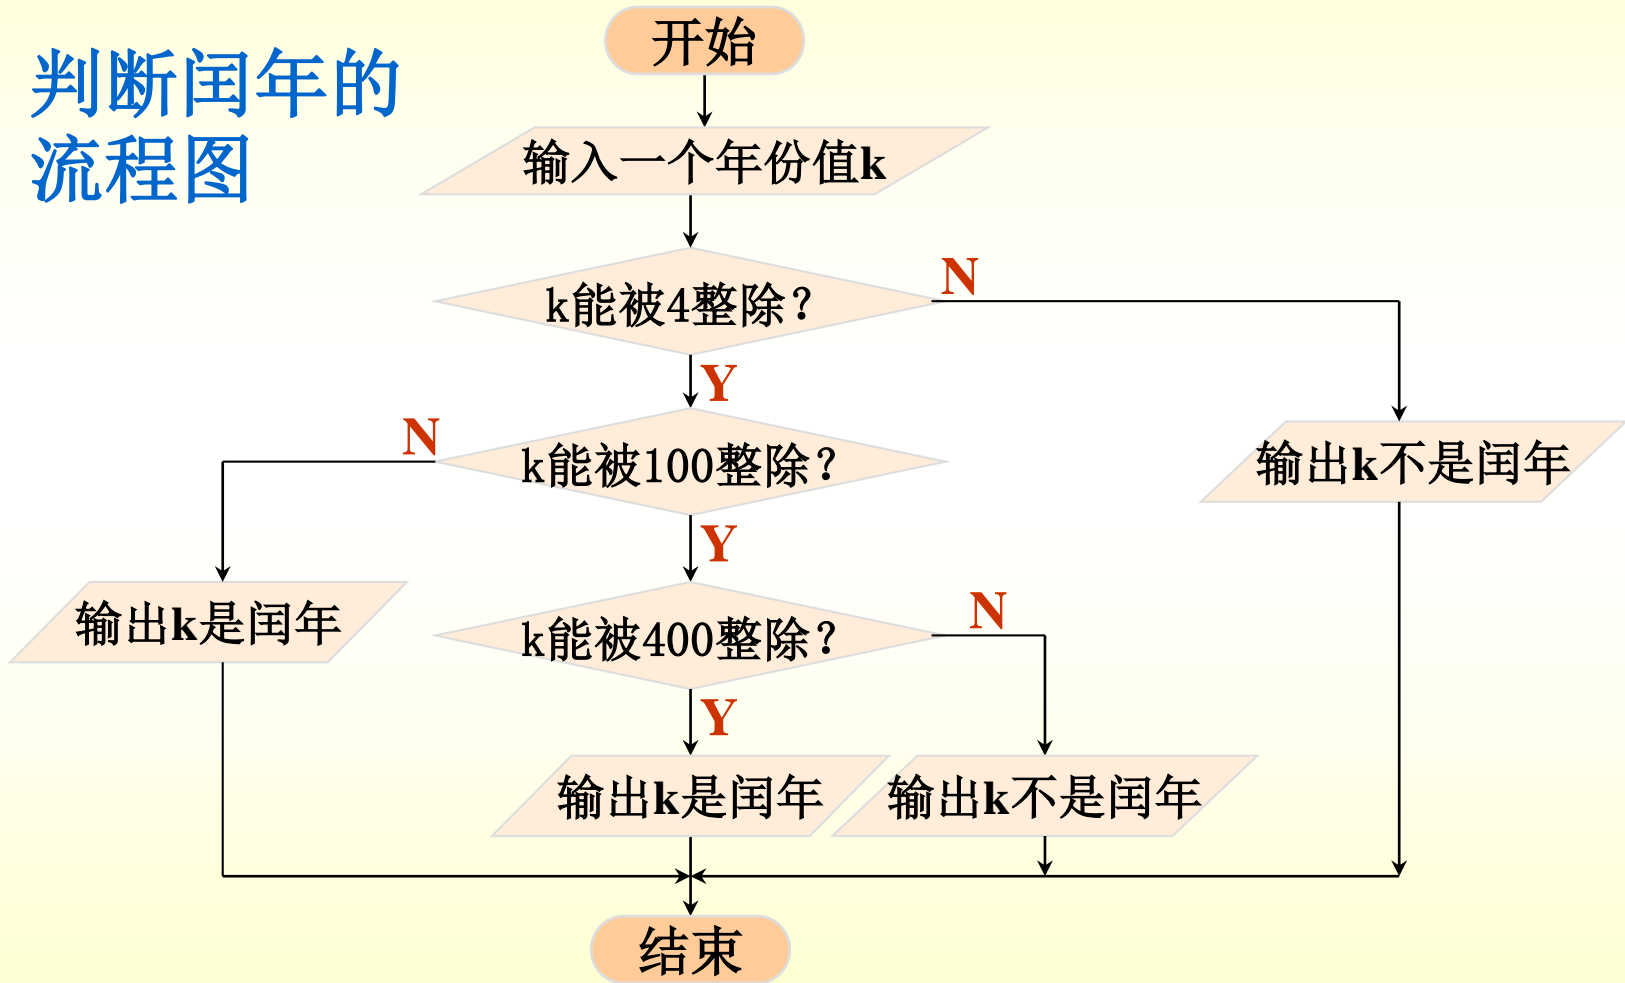 判断闰年的
流程图
开始
输入一个年份值k
k能被4整除?
N
Y
k能被100整除?
N
Y
输出k不是闰年
输出k是闰年
k能被400整除?
N
Y
输出k是闰年
输出k不是闰年
结束